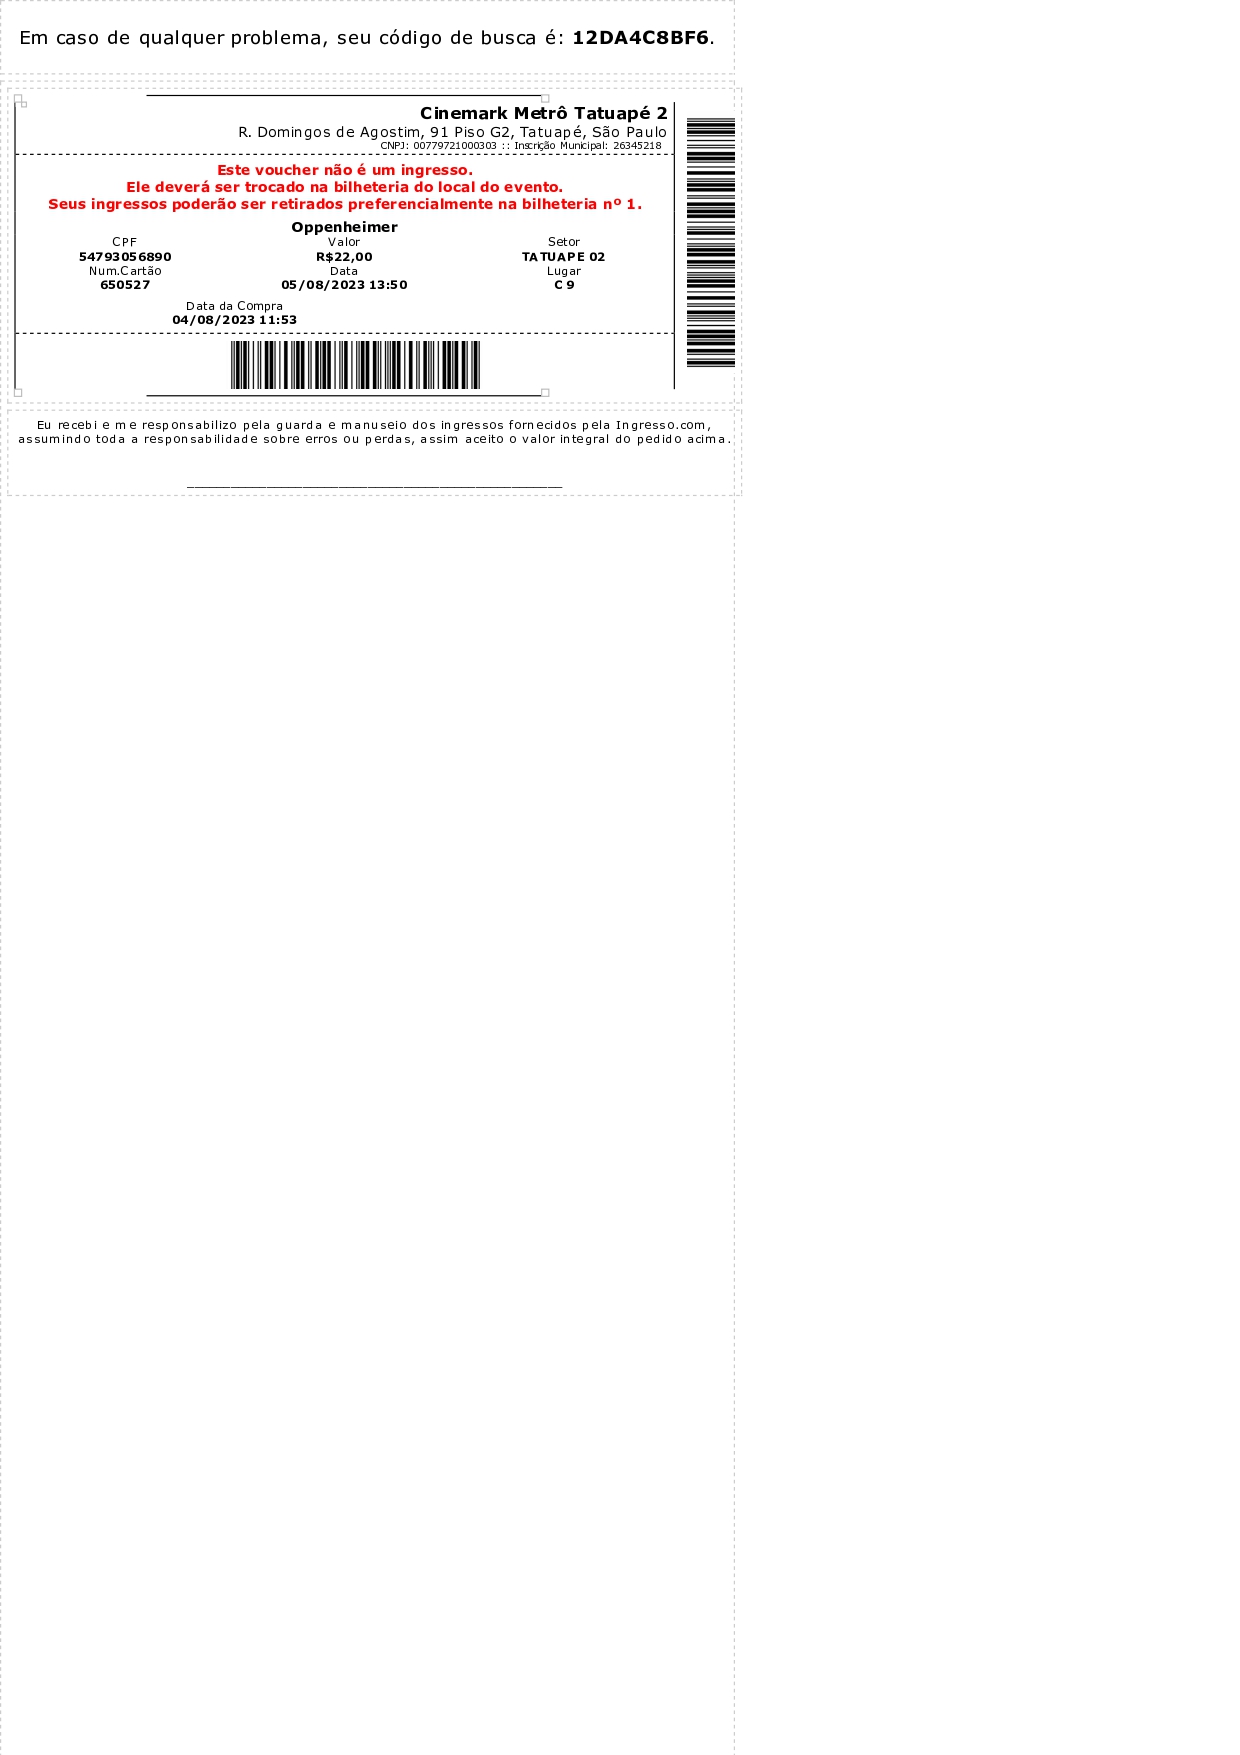 Em caso de qualquer problema, seu código de busca é: 12DA4C8BF6.
Cinemark Metrô Tatuapé 2
R. Domingos de Agostim, 91 Piso G2, Tatuapé, São Paulo
CNPJ: 00779721000303 :: Inscrição Municipal: 26345218
Este voucher não é um ingresso.
Ele deverá ser trocado na bilheteria do local do evento.
Seus ingressos poderão ser retirados preferencialmente na bilheteria nº 1.
Oppenheimer
CPF Valor Setor
54793056890 R$22,00 TATUAPE 02
Num.Cartão Data Lugar
650527 05/08/2023 13:50 C 9
Data da Compra
04/08/2023 11:53
Eu recebi e me responsabilizo pela guarda e manuseio dos ingressos fornecidos pela Ingresso.com,
assumindo toda a responsabilidade sobre erros ou perdas, assim aceito o valor integral do pedido acima.